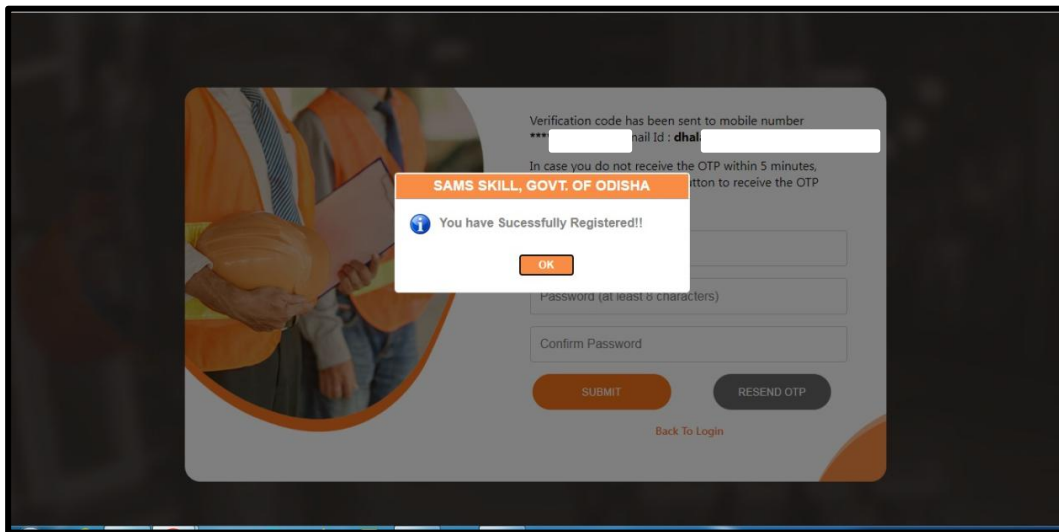 Verification code has been sent to mobile number
**** mail Id : dhal
In case you do not receive the OTP within 5 minutes,
button to receive the OTP
SAMS SKILL, GOVT. OF ODISHA
You have Sucessfully Registered!!
OK
Password (at least 8 characters)
Confirm Password
SUBMIT
RESEND OTP
Back To Login